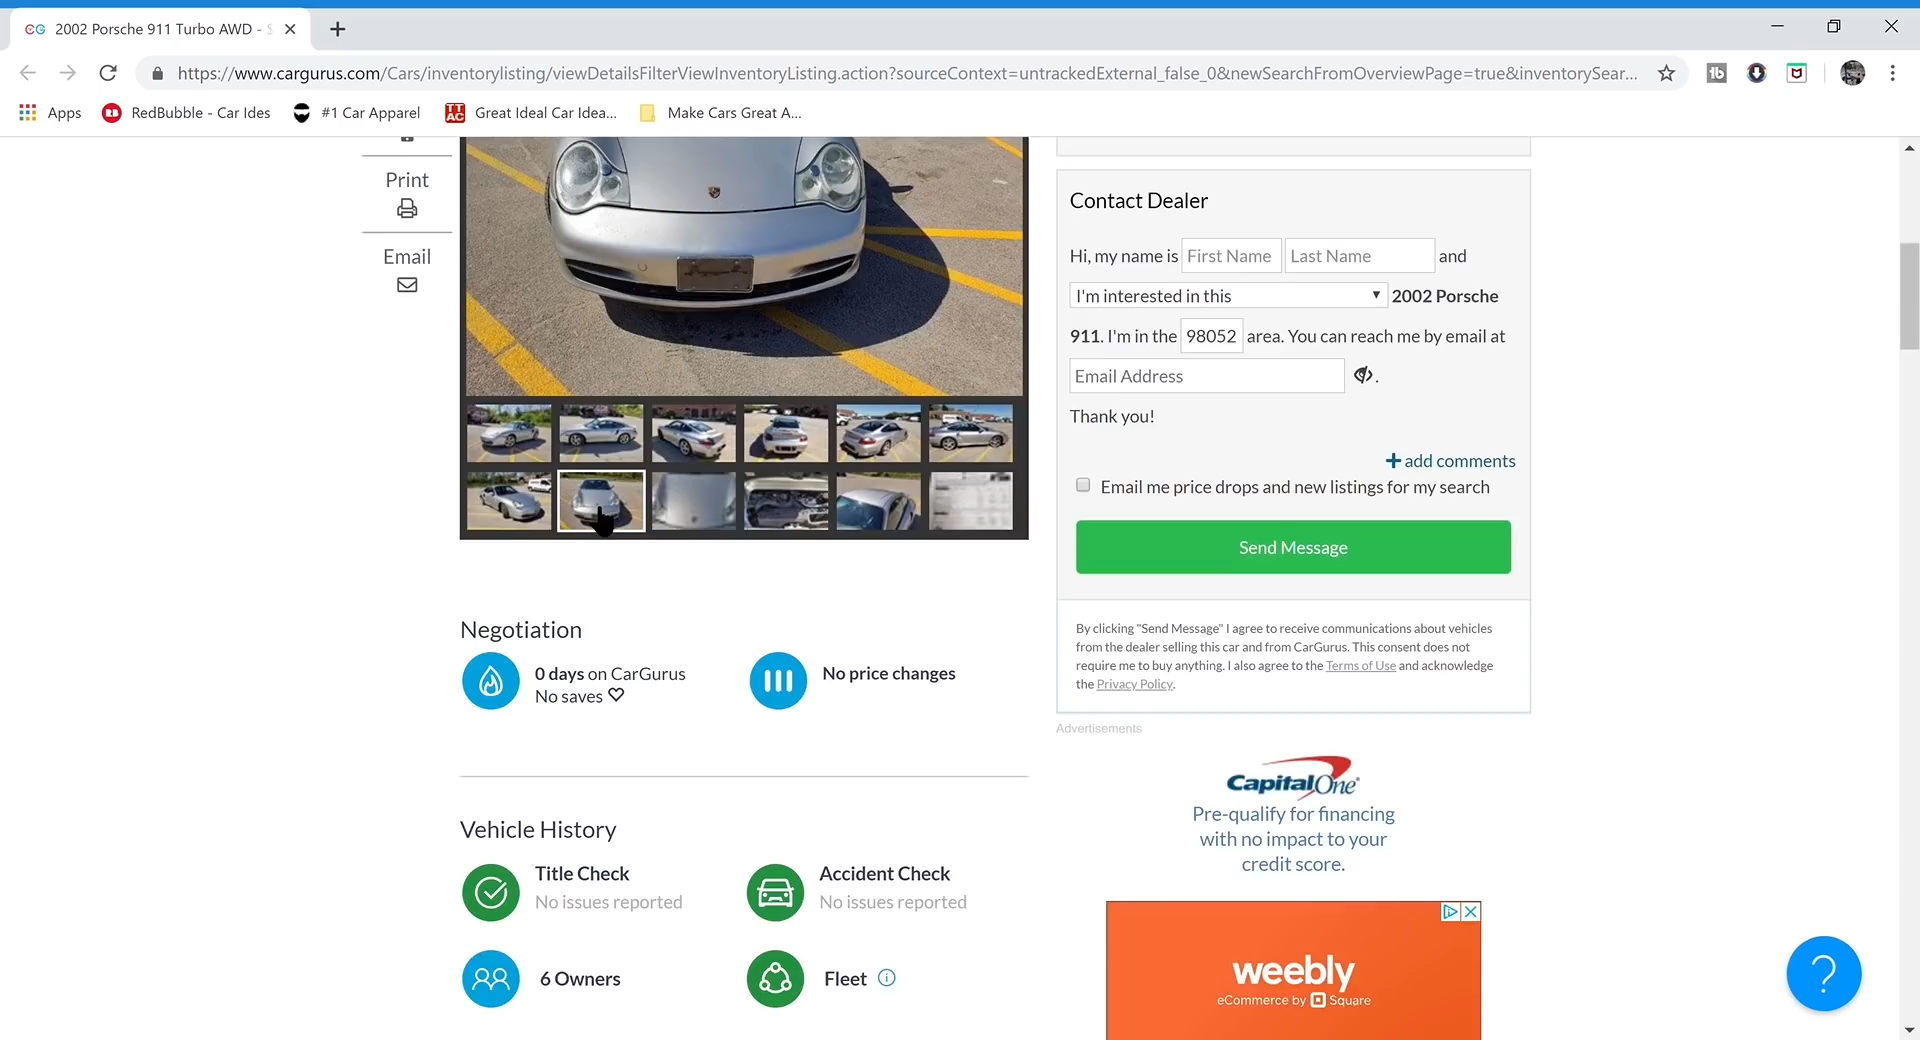 CG 2002 Porsche 911 Turbo AWD - $
https://www.cargurus.com/Cars/inventorylisting/viewDetailsFilterViewInventoryListing.action?sourceContext=untrackedExternal_false_0&newSearchFromOverviewPage=true&inventorySear...
Apps RB RedBubble - Car Ides #1 Car Apparel TTAC Great Ideal Car Idea... Make Cars Great A...
Print
Email
Contact Dealer
Hi, my name is First Name Last Name and
I'm interested in this 2002 Porsche
911. I'm in the 98052 area. You can reach me by email at
Email Address .
Thank you!
+ add comments
Email me price drops and new listings for my search
Send Message
By clicking "Send Message" I agree to receive communications about vehicles
from the dealer selling this car and from CarGurus. This consent does not
require me to buy anything. I also agree to the Terms of Use and acknowledge
the Privacy Policy.
Negotiation
0 days on CarGurus
No saves
No price changes
Vehicle History
Title Check
No issues reported
Accident Check
No issues reported
6 Owners
Fleet
Advertisements
Capital One
Pre-qualify for financing
with no impact to your
credit score.
weebly
eCommerce by Square
?